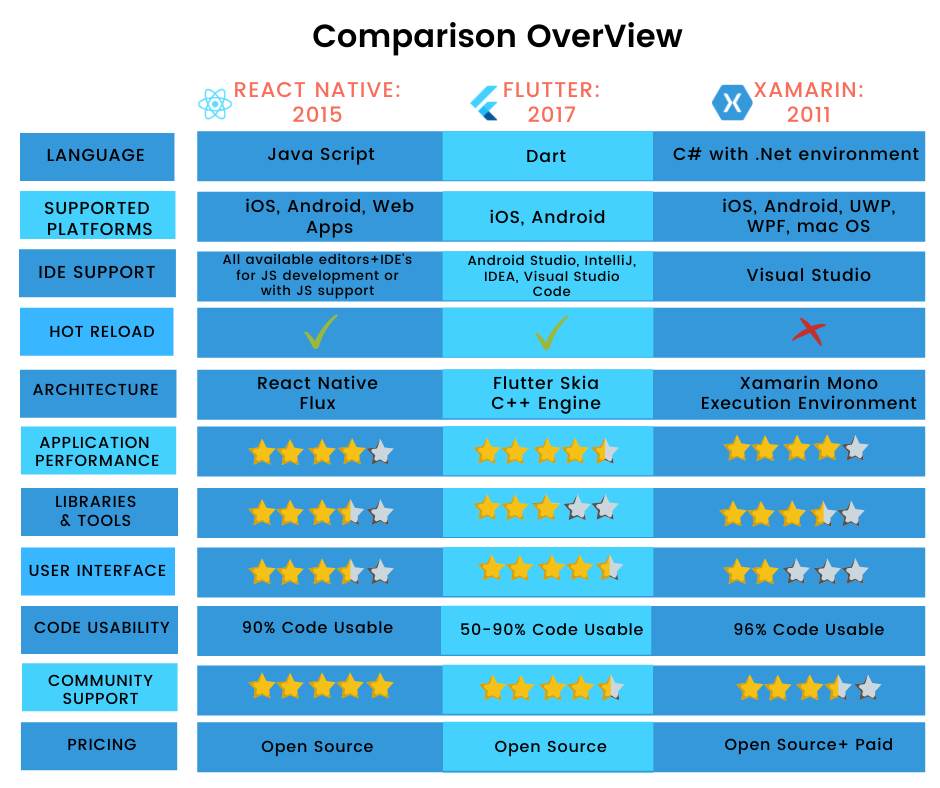 Comparison OverView
REACT NATIVE:
2015
FLUTTER:
2017
X
XAMARIN:
2011
LANGUAGE
Java Script
Dart
C# with .Net environment
SUPPORTED
PLATFORMS
iOS, Android, Web
Apps
iOS, Android
iOS, Android, UWP,
WPF, mac OS
IDE SUPPORT
All available editors+IDE's
for JS development or
with JS support
Android Studio, IntelliJ,
IDEA, Visual Studio
Code
Visual Studio
HOT RELOAD
ARCHITECTURE
React Native
Flux
Flutter Skia
C++ Engine
Xamarin Mono
Execution Environment
APPLICATION
PERFORMANCE
LIBRARIES
& TOOLS
USER INTERFACE
CODE USABILITY
90% Code Usable
50-90% Code Usable
96% Code Usable
COMMUNITY
SUPPORT
PRICING
Open Source
Open Source
Open Source+ Paid